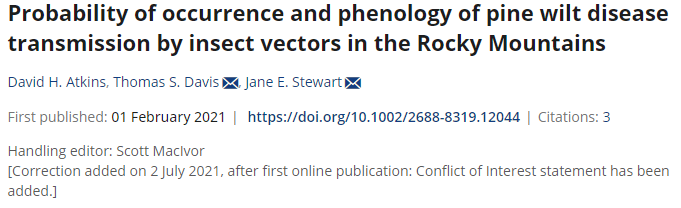 Probability of occurrence and phenology of pine wilt disease
transmission by insect vectors in the Rocky Mountains
David H. Atkins, Thomas S. Davis, Jane E. Stewart
First published: 01 February 2021 | https://doi.org/10.1002/2688-8319.12044 | Citations: 3
Handling editor: Scott MacIvor
[Correction added on 2 July 2021, after first online publication: Conflict of Interest statement has been
added.]